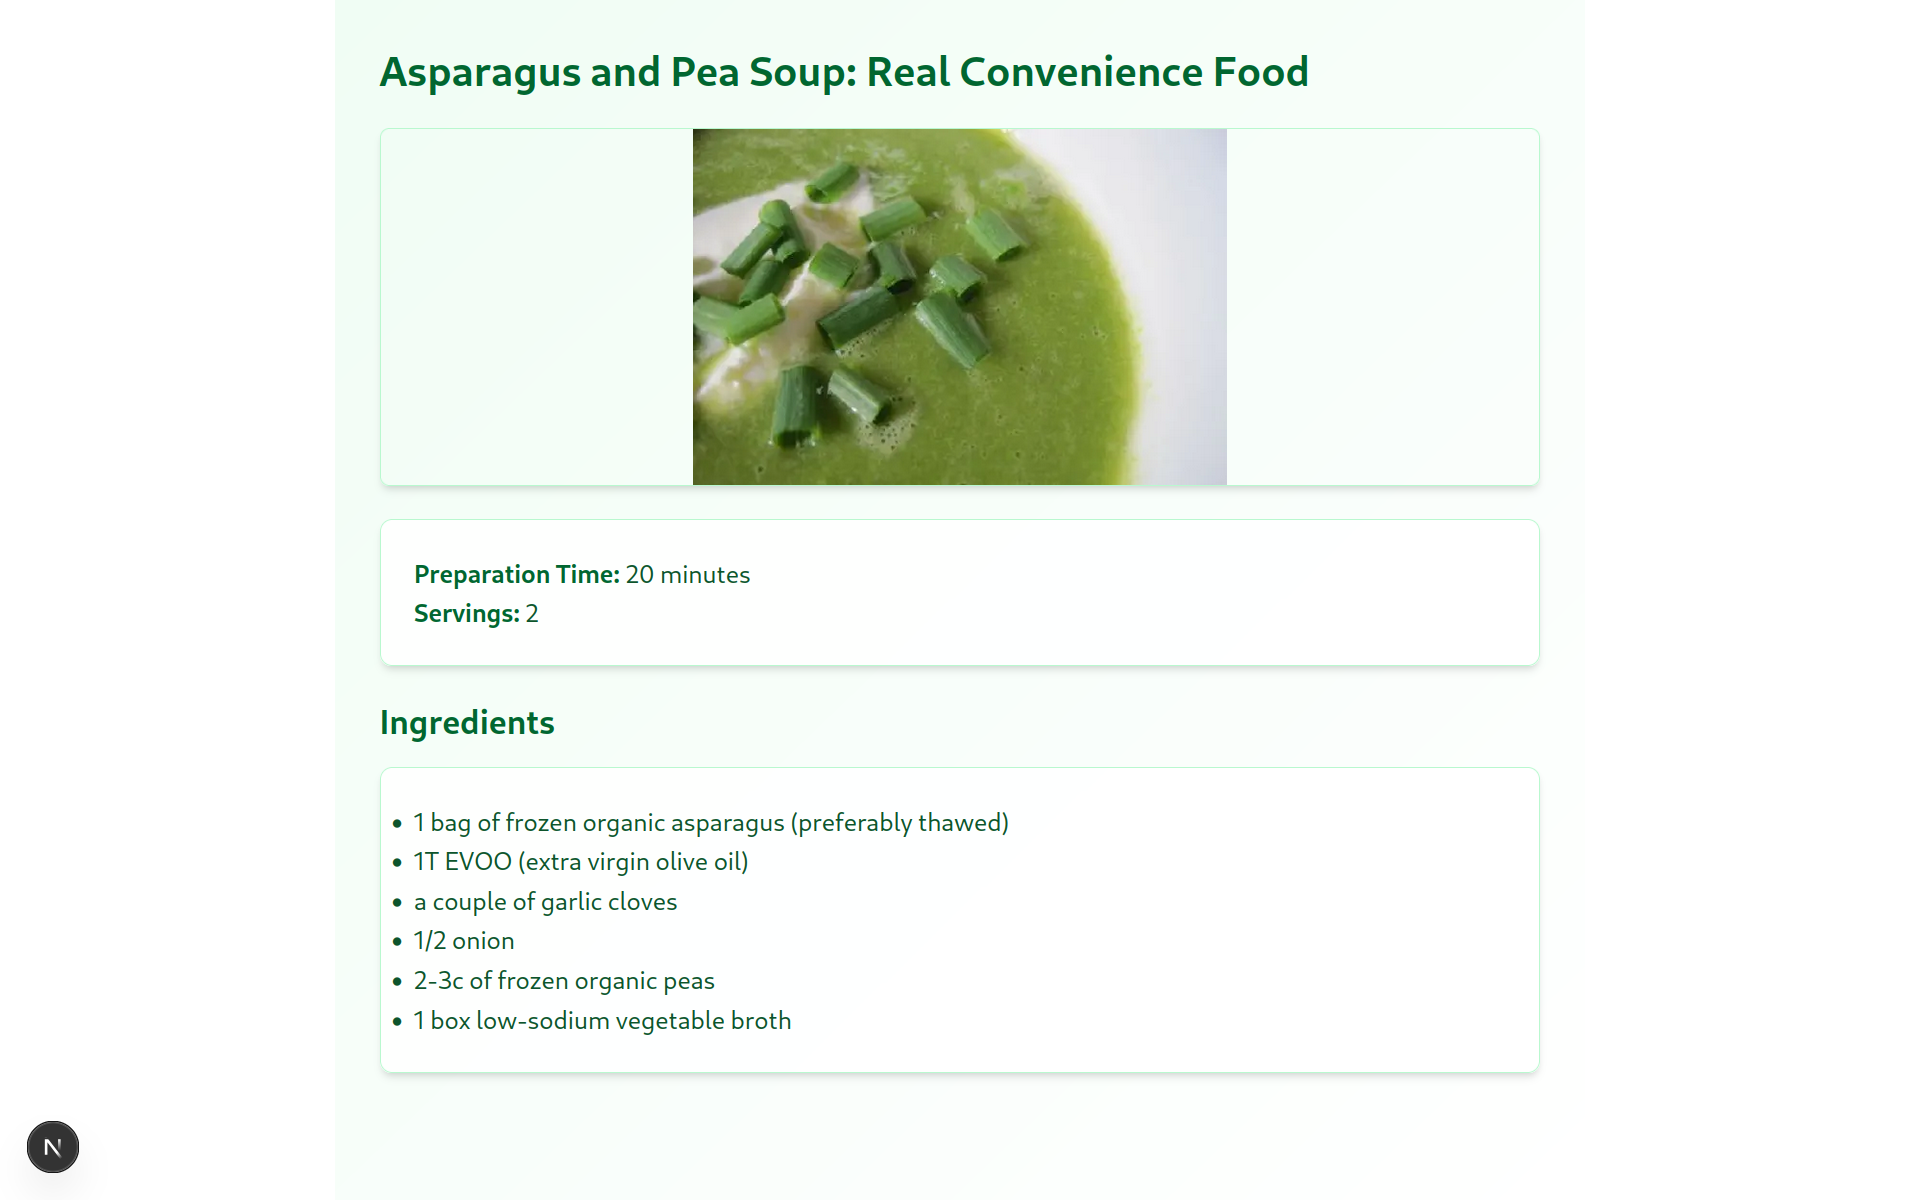 Asparagus and Pea Soup: Real Convenience Food
Preparation Time: 20 minutes
Servings: 2
Ingredients
1 bag of frozen organic asparagus (preferably thawed)
1T EVOO (extra virgin olive oil)
a couple of garlic cloves
1/2 onion
2-3c of frozen organic peas
1 box low-sodium vegetable broth
N